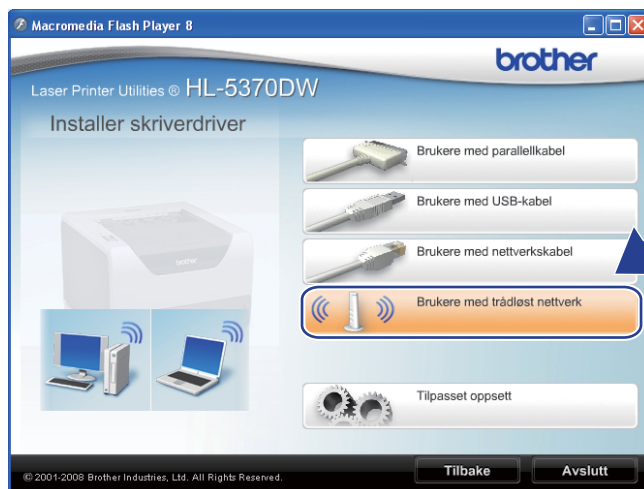 Macromedia Flash Player 8
brother
Laser Printer Utilities ® HL-5370DW
Installer skriverdriver
Brukere med parallellkabel
Brukere med USB-kabel
Brukere med nettverkskabel
Brukere med trådløst nettverk
Tilpasset oppsett
© 2001-2008 Brother Industries, Ltd. All Rights Reserved.
Tilbake
Avslutt